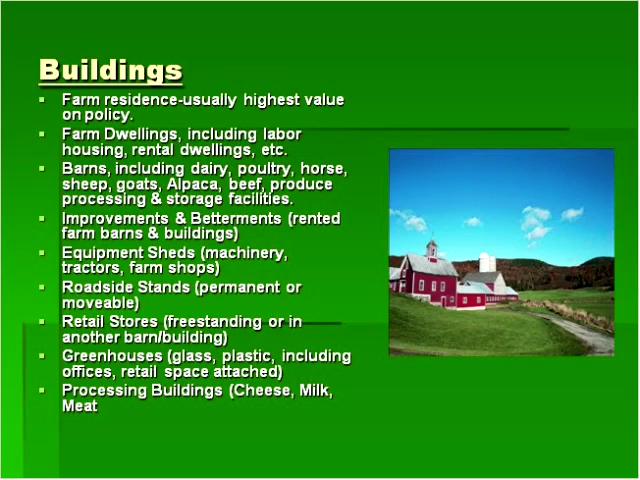 Buildings
Farm residence-usually highest value
on policy.
Farm Dwellings, including labor
housing, rental dwellings, etc.
Barns, including dairy, poultry, horse,
sheep, goats, Alpaca, beef, produce
processing & storage facilities.
Improvements & Betterments (rented
farm barns & buildings)
Equipment Sheds (machinery,
tractors, farm shops)
Roadside Stands (permanent or
moveable)
Retail Stores (freestanding or in
another barn/building)
Greenhouses (glass, plastic, including
offices, retail space attached)
Processing Buildings (Cheese, Milk,
Meat